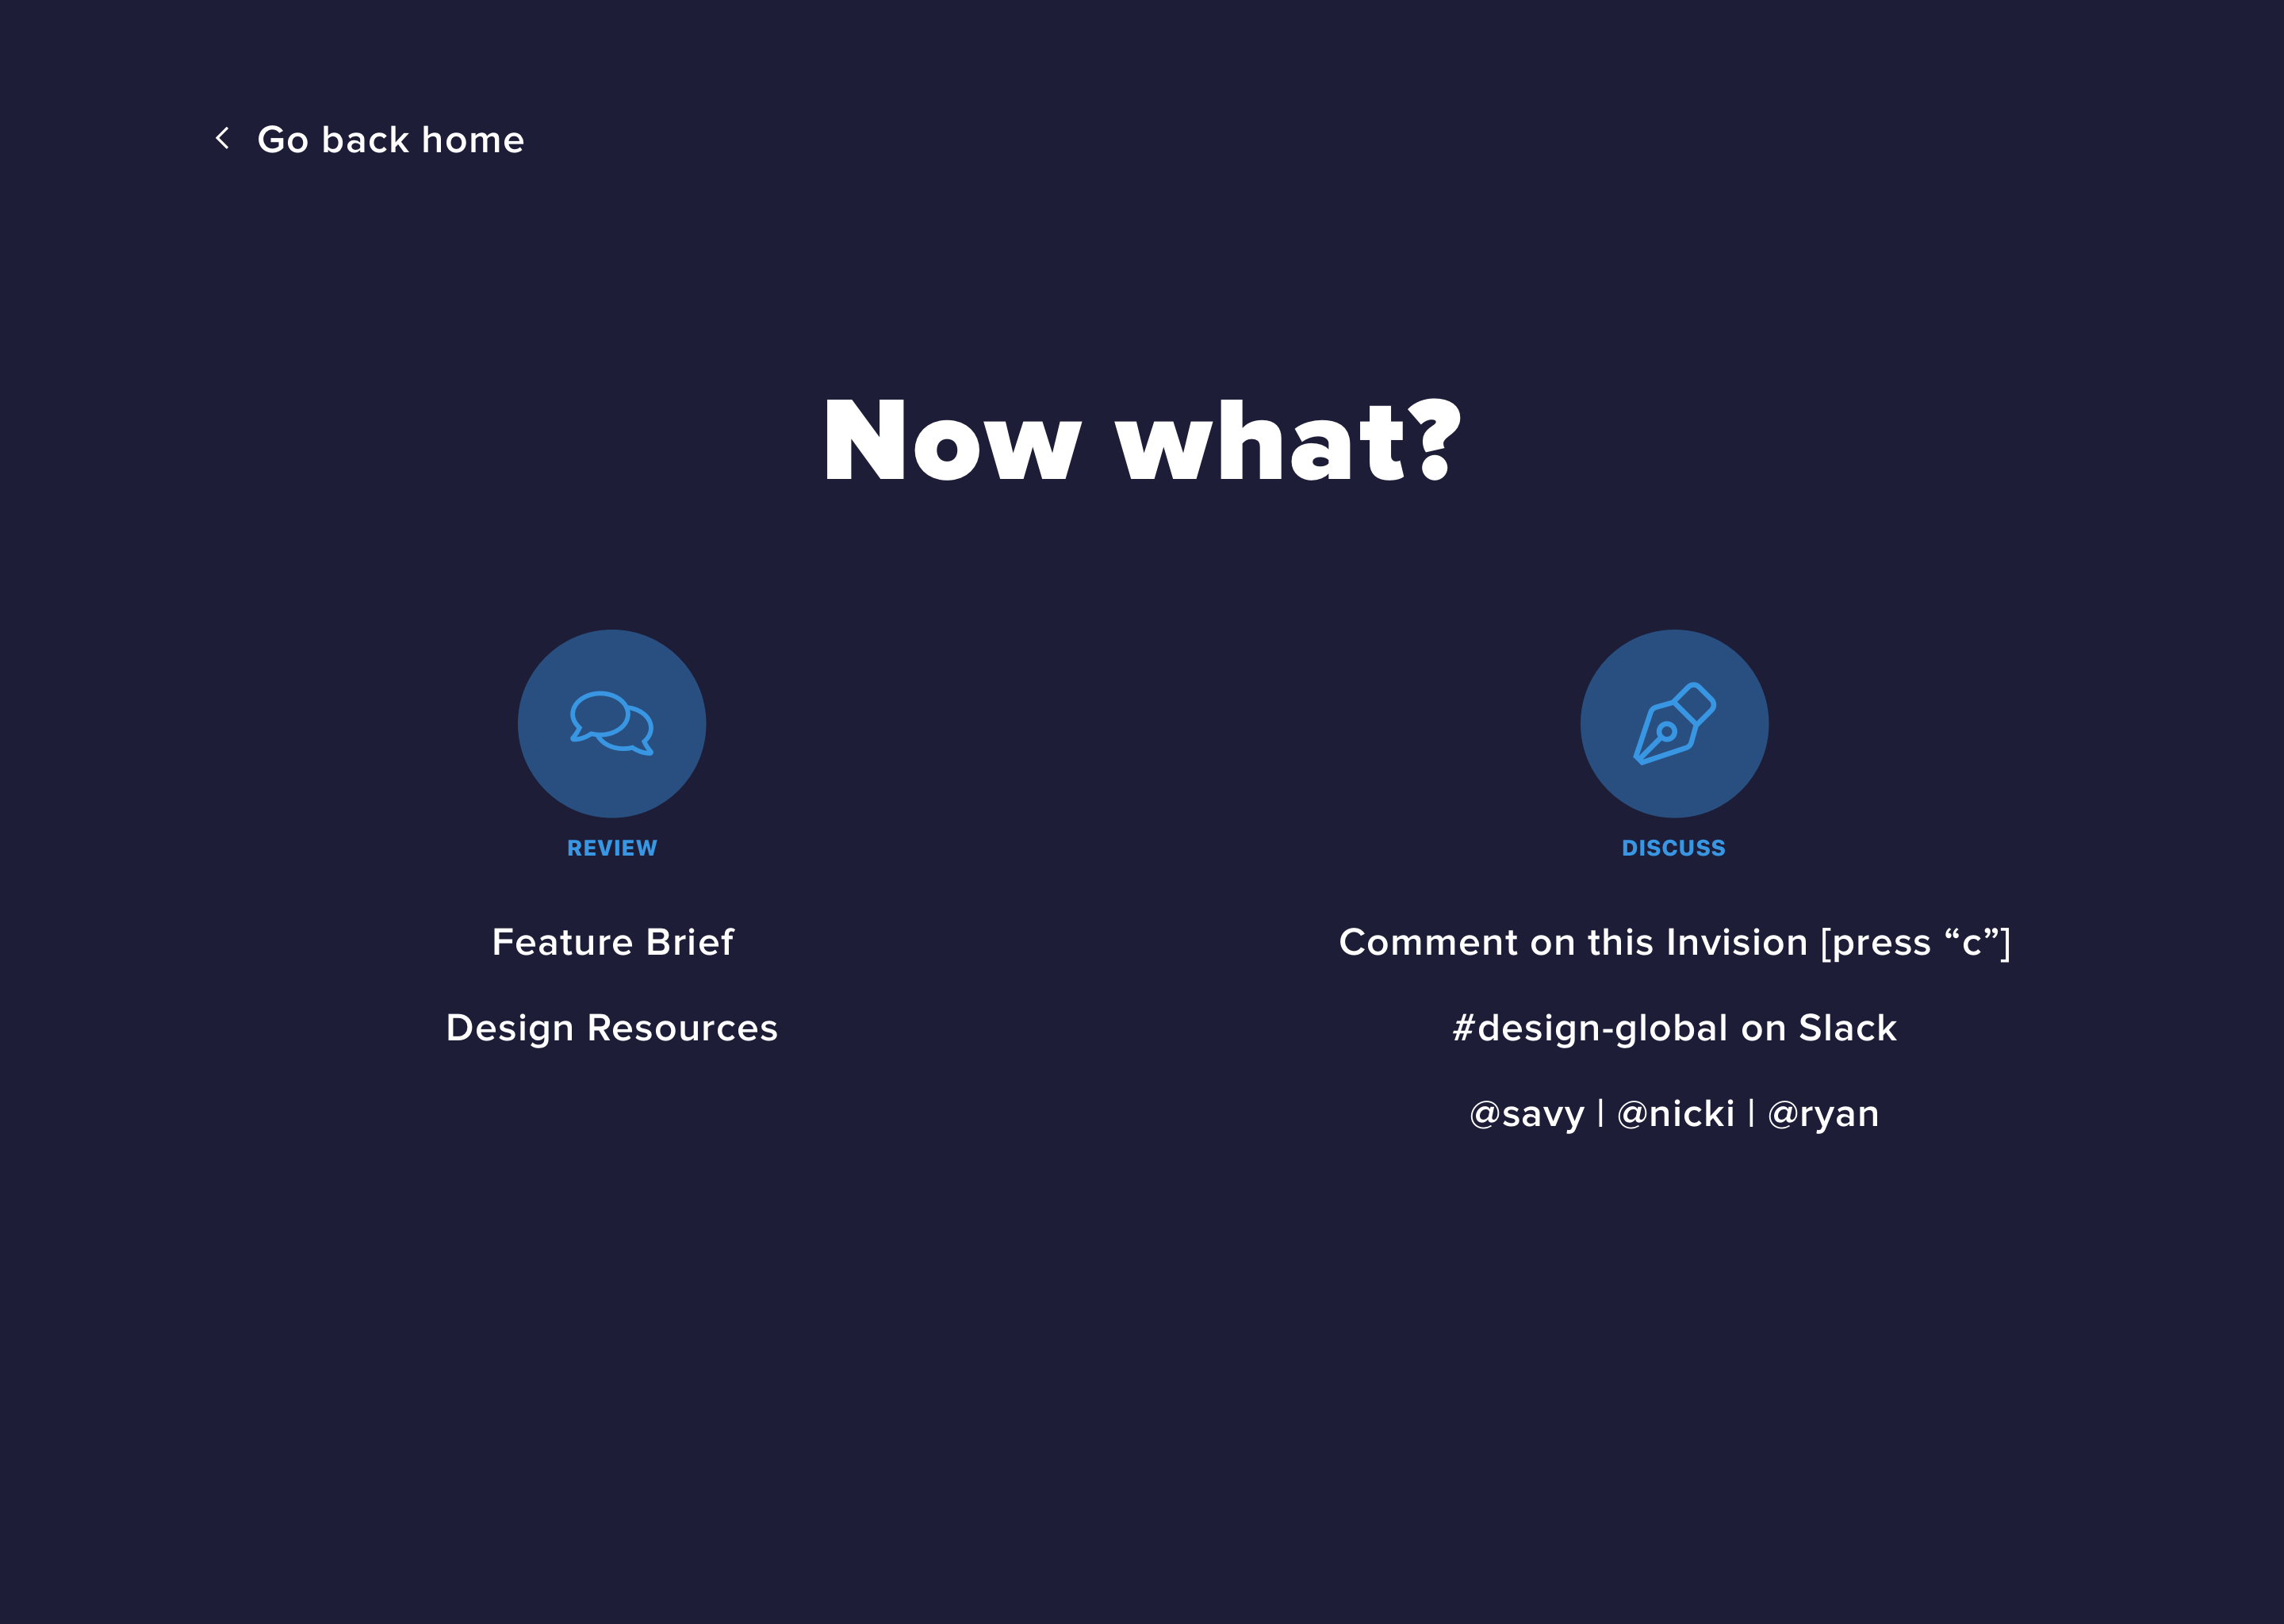 Go back home
Now what?
REVIEW
Feature Brief
Design Resources
DISCUSS
Comment on this Invision [press “c”]
#design-global on Slack
@savy | @nicki | @ryan